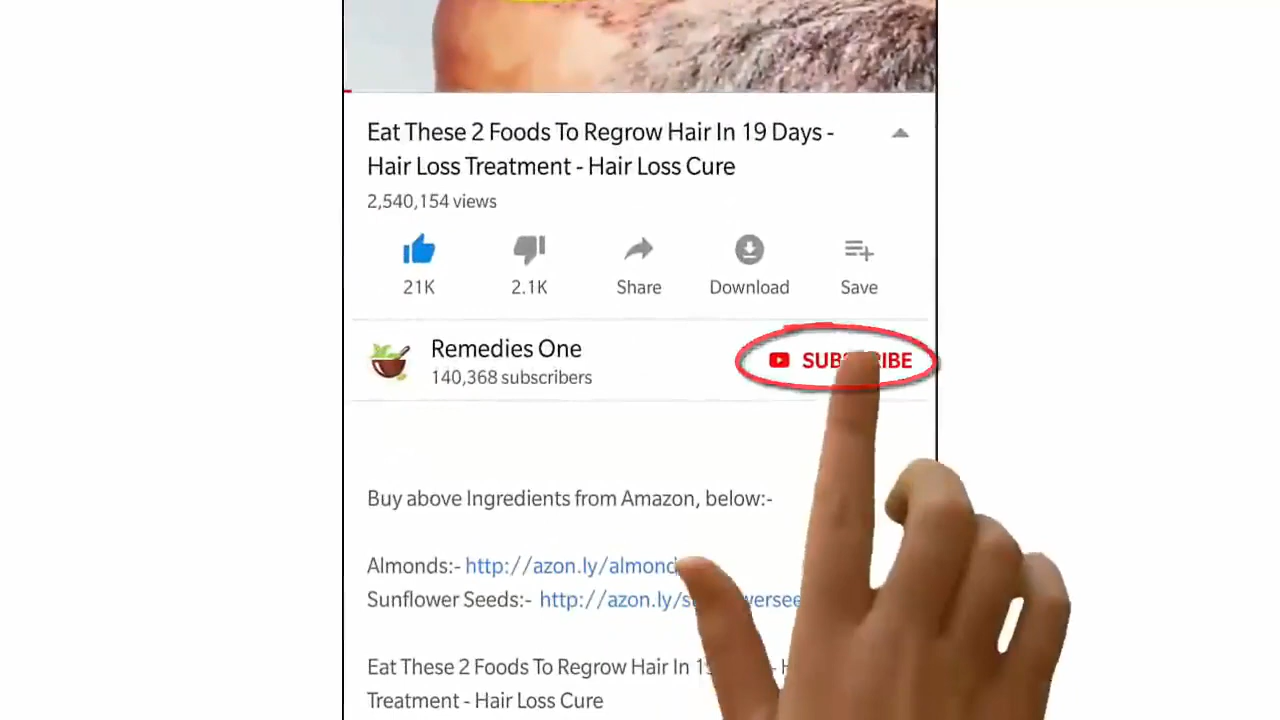 Eat These 2 Foods To Regrow Hair In 19 Days -
Hair Loss Treatment - Hair Loss Cure
2,540,154 views
21K 2.1K Share Download Save
Remedies One
140,368 subscribers
SUBSCRIBE
Buy above Ingredients from Amazon, below:-
Almonds:- http://azon.ly/almond
Sunflower Seeds:- http://azon.ly/
Eat These 2 Foods To Regrow Hair In
Treatment - Hair Loss Cure